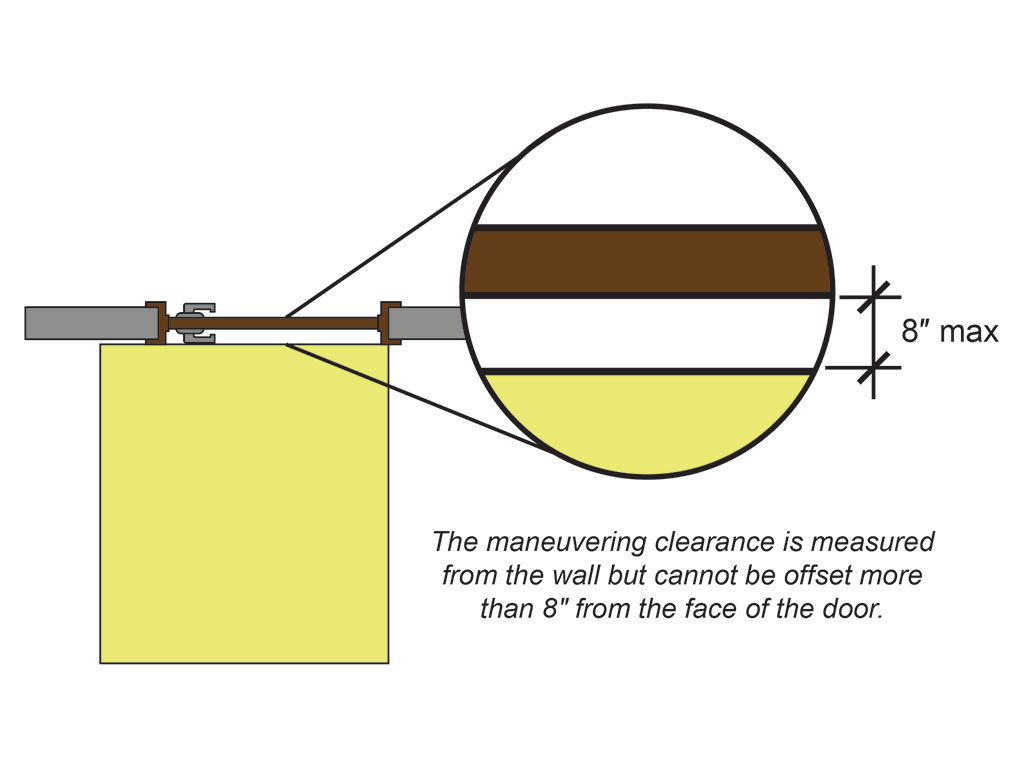 8″ max
The maneuvering clearance is measured
from the wall but cannot be offset more
than 8" from the face of the door.